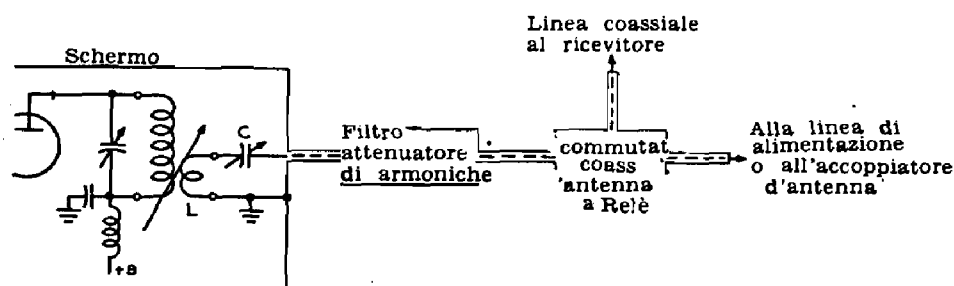 Linea coassiale
al ricevitore
Schermo
C
L
+a
Filtro
attenuatore
di armoniche
commutat
coass
antenna
a Relè
Alla linea di
alimentazione
o all'accoppiatore
d'antenna